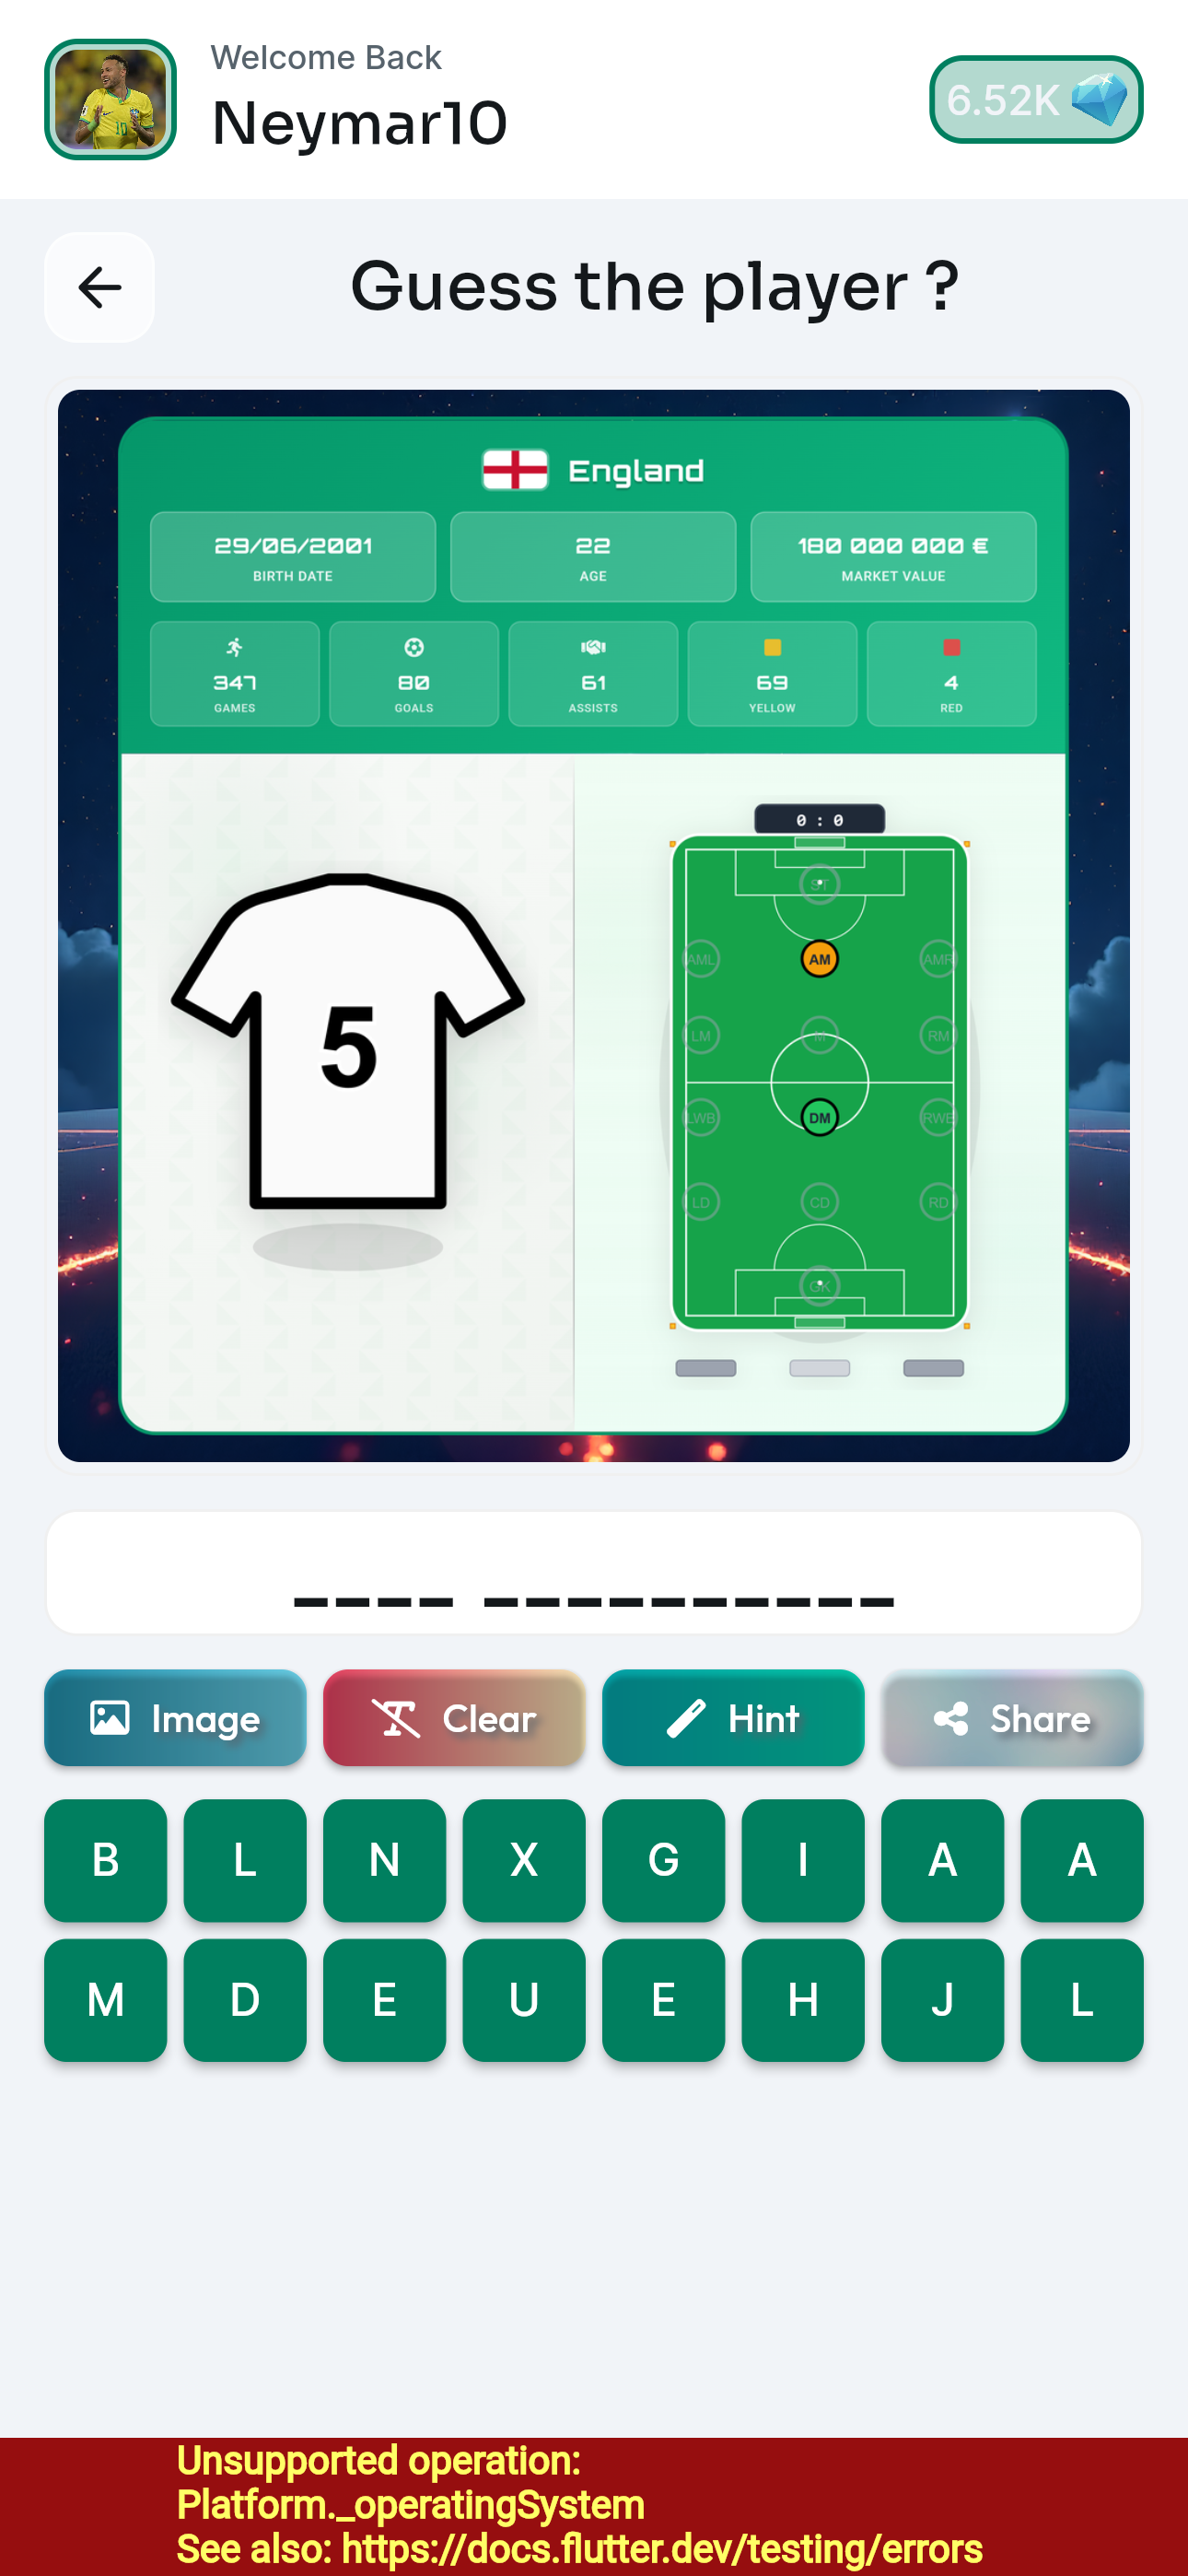 Welcome Back
Neymar10
6.52K
Guess the player ?
England
29/06/2001
BIRTH DATE
22
AGE
180 000 000 €
MARKET VALUE
347
GAMES
80
GOALS
61
ASSISTS
69
YELLOW
4
RED
5
0 : 0
ST
AML
AM
AMR
LM
M
RM
LWB
DM
RWB
LD
CD
RD
GK
____ __________
Image
Clear
Hint
Share
B L N X G I A A
M D E U E H J L
Unsupported operation:
Platform._operatingSystem
See also: https://docs.flutter.dev/testing/errors